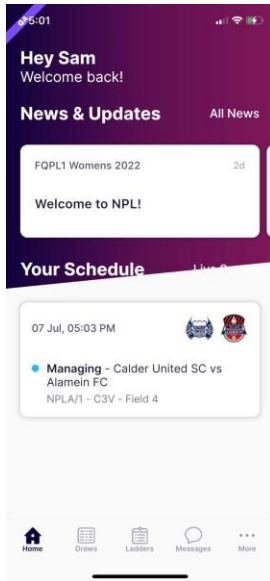 5:01
Hey Sam
Welcome back!
News & Updates
All News
FQPL1 Womens 2022
2d
Welcome to NPL!
Your Schedule
07 Jul, 05:03 PM
Managing - Calder United SC vs
Alamein FC
NPLA/1 - C3V - Field 4
Home
Draws
Ladders
Messages
More